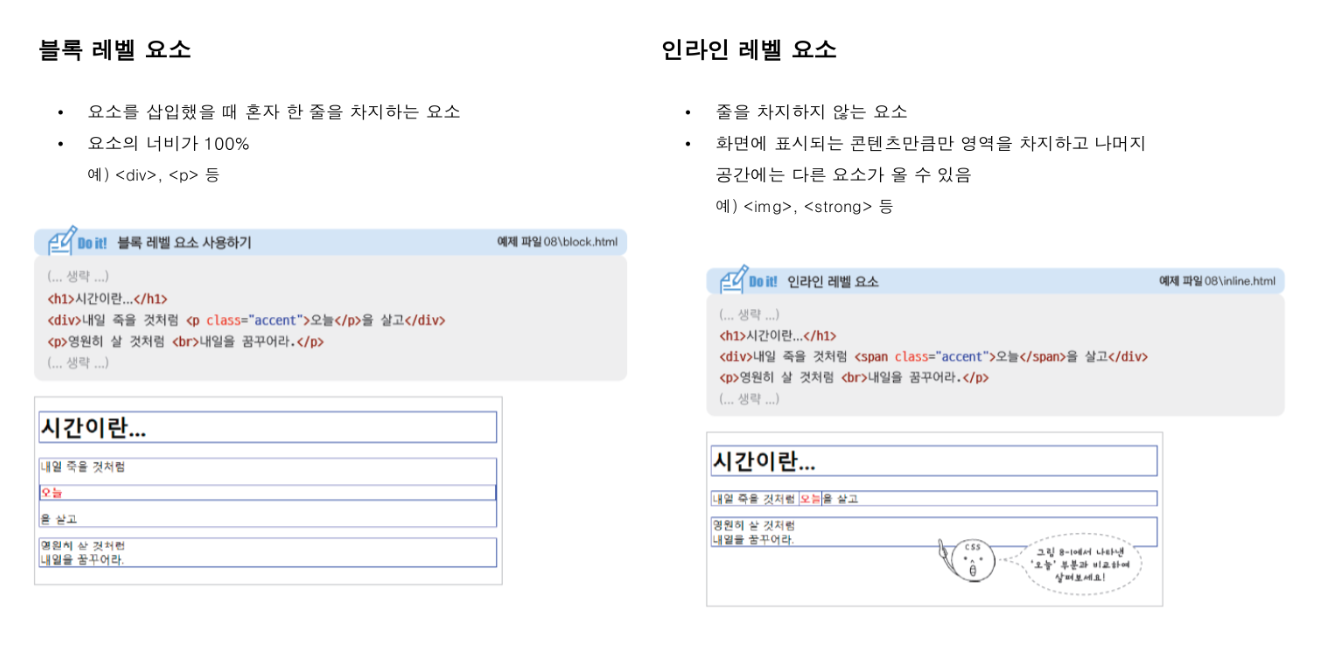 블록 레벨 요소
• 요소를 삽입했을 때 혼자 한 줄을 차지하는 요소
• 요소의 너비가 100%
예) <div>, <p> 등
Do it! 블록 레벨 요소 사용하기 예제 파일 08\block.html
(... 생략 ...)
<h1>시간이란...</h1>
<div>내일 죽을 것처럼 <p class="accent">오늘</p>을 살고</div>
<p>영원히 살 것처럼 <br>내일을 꿈꾸어라.</p>
(... 생략 ...)
시간이란...
내일 죽을 것처럼
오늘
을 살고
영원히 살 것처럼
내일을 꿈꾸어라.
인라인 레벨 요소
• 줄을 차지하지 않는 요소
• 화면에 표시되는 콘텐츠만큼만 영역을 차지하고 나머지
공간에는 다른 요소가 올 수 있음
예) <img>, <strong> 등
Do it! 인라인 레벨 요소 예제 파일 08\inline.html
(... 생략 ...)
<h1>시간이란...</h1>
<div>내일 죽을 것처럼 <span class="accent">오늘</span>을 살고</div>
<p>영원히 살 것처럼 <br>내일을 꿈꾸어라.</p>
(... 생략 ...)
시간이란...
내일 죽을 것처럼 오늘을 살고
영원히 살 것처럼
내일을 꿈꾸어라.
CSS
그림 8-1에서 나타낸
'오늘' 부분과 비교하여
살펴보세요!